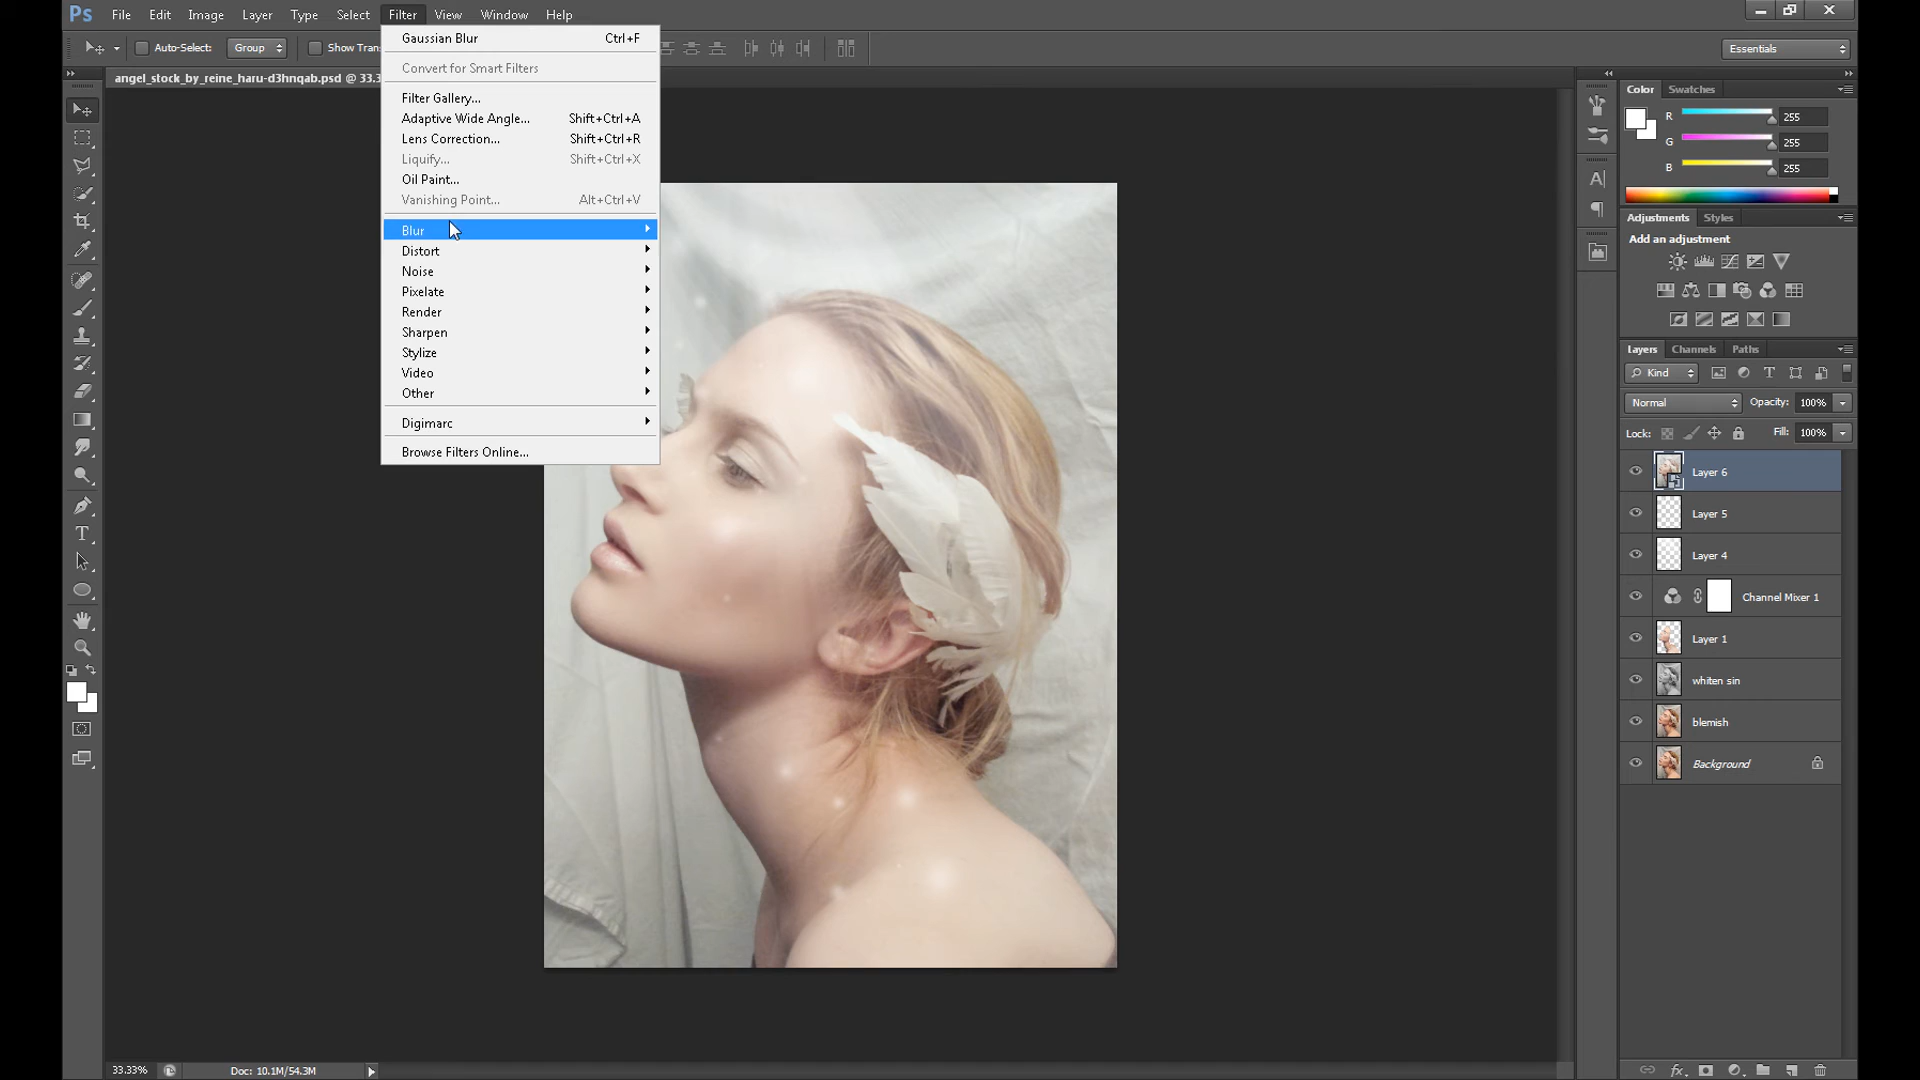 Ps File Edit Image Layer Type Select Filter View Window Help
Auto-Select: Group Show Tran
Essentials
angel_stock_by_reine_haru-d3hnqab.psd @ 33.3
Gaussian Blur Ctrl+F
Convert for Smart Filters
Filter Gallery...
Adaptive Wide Angle... Shift+Ctrl+A
Lens Correction... Shift+Ctrl+R
Liquify... Shift+Ctrl+X
Oil Paint...
Vanishing Point... Alt+Ctrl+V
Blur
Distort
Noise
Pixelate
Render
Sharpen
Stylize
Video
Other
Digimarc
Browse Filters Online...
Color Swatches
R 255
G 255
B 255
Adjustments Styles
Add an adjustment
Layers Channels Paths
Kind
Normal Opacity: 100%
Lock: Fill: 100%
Layer 6
Layer 5
Layer 4
Channel Mixer 1
Layer 1
whiten sin
blemish
Background
33.33% Doc: 10.1M/54.3M